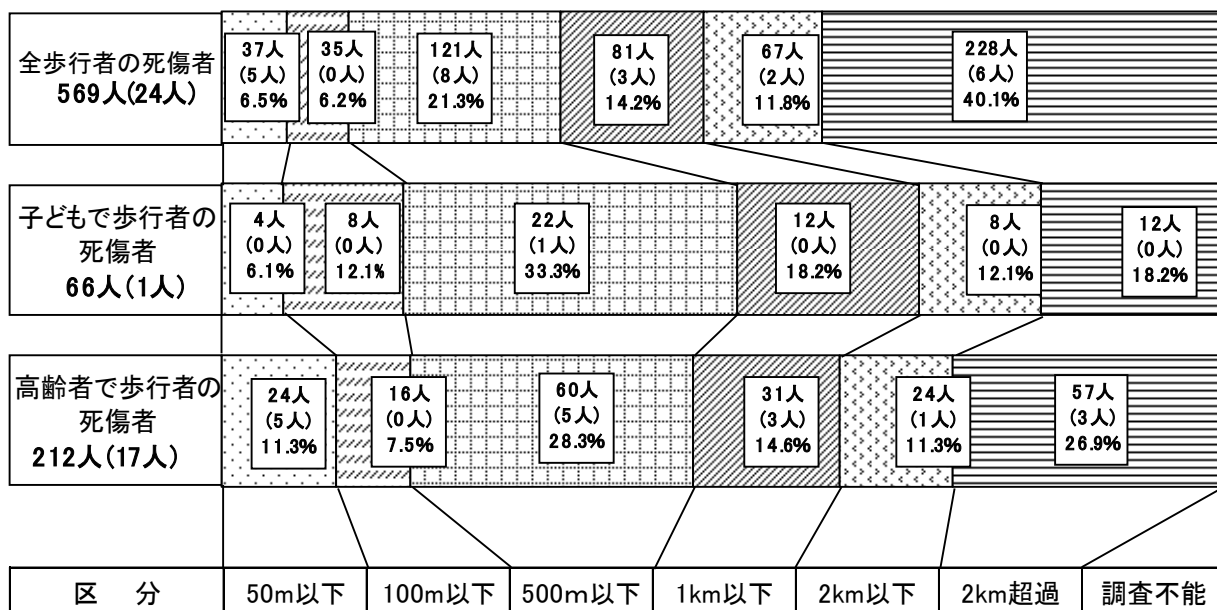 全歩行者の死傷者
569人(24人)
37人
(5人)
6.5%
35人
(0人)
6.2%
121人
(8人)
21.3%
81人
(3人)
14.2%
67人
(2人)
11.8%
228人
(6人)
40.1%
子どもで歩行者の
死傷者
66人(1人)
4人
(0人)
6.1%
8人
(0人)
12.1%
22人
(1人)
33.3%
12人
(0人)
18.2%
8人
(0人)
12.1%
12人
(0人)
18.2%
高齢者で歩行者の
死傷者
212人(17人)
24人
(5人)
11.3%
16人
(0人)
7.5%
60人
(5人)
28.3%
31人
(3人)
14.6%
24人
(1人)
11.3%
57人
(3人)
26.9%
区 分 50m以下 100m以下 500m以下 1km以下 2km以下 2km超過 調査不能